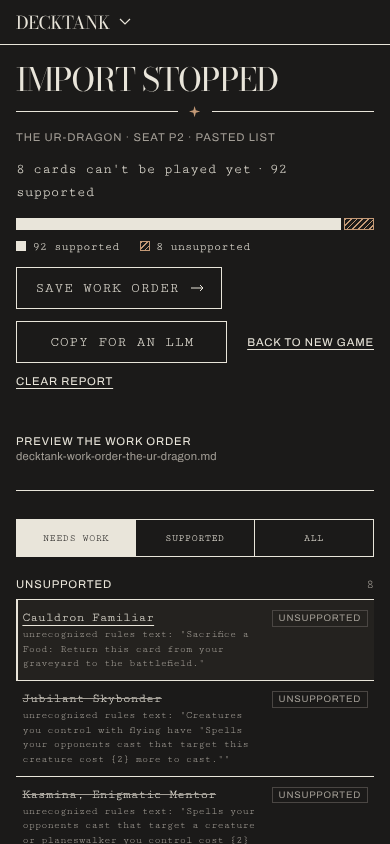 DECKTANK
IMPORT STOPPED
THE UR-DRAGON · SEAT P2 · PASTED LIST
8 cards can't be played yet · 92
supported
92 supported
8 unsupported
SAVE WORK ORDER →
COPY FOR AN LLM
BACK TO NEW GAME
CLEAR REPORT
PREVIEW THE WORK ORDER
decktank-work-order-the-ur-dragon.md
NEEDS WORK
SUPPORTED
ALL
UNSUPPORTED
8
Cauldron Familiar
UNSUPPORTED
unrecognized rules text: "Sacrifice a
Food: Return this card from your
graveyard to the battlefield."
Jubilant Skybonder
UNSUPPORTED
unrecognized rules text: "Creatures
you control with flying have "Spells
your opponents cast that target this
creature cost {2} more to cast.""
Kasmina, Enigmatic Mentor
UNSUPPORTED
unrecognized rules text: "Spells your
opponents cast that target a creature
or planeswalker you control cost {2}